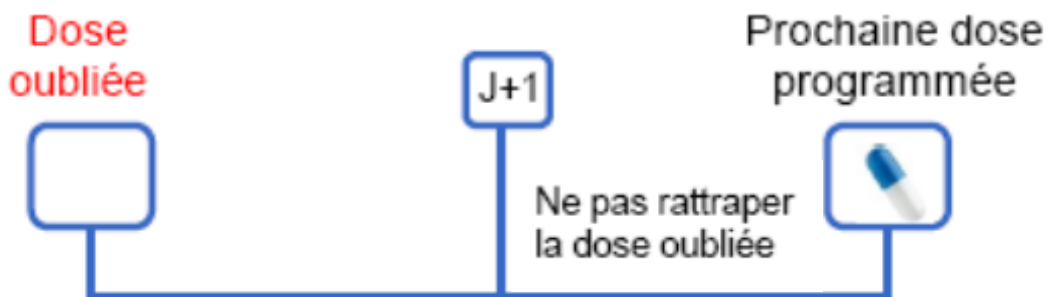 Dose
oubliée
J+1
Prochaine dose
programmée
Ne pas rattraper
la dose oubliée